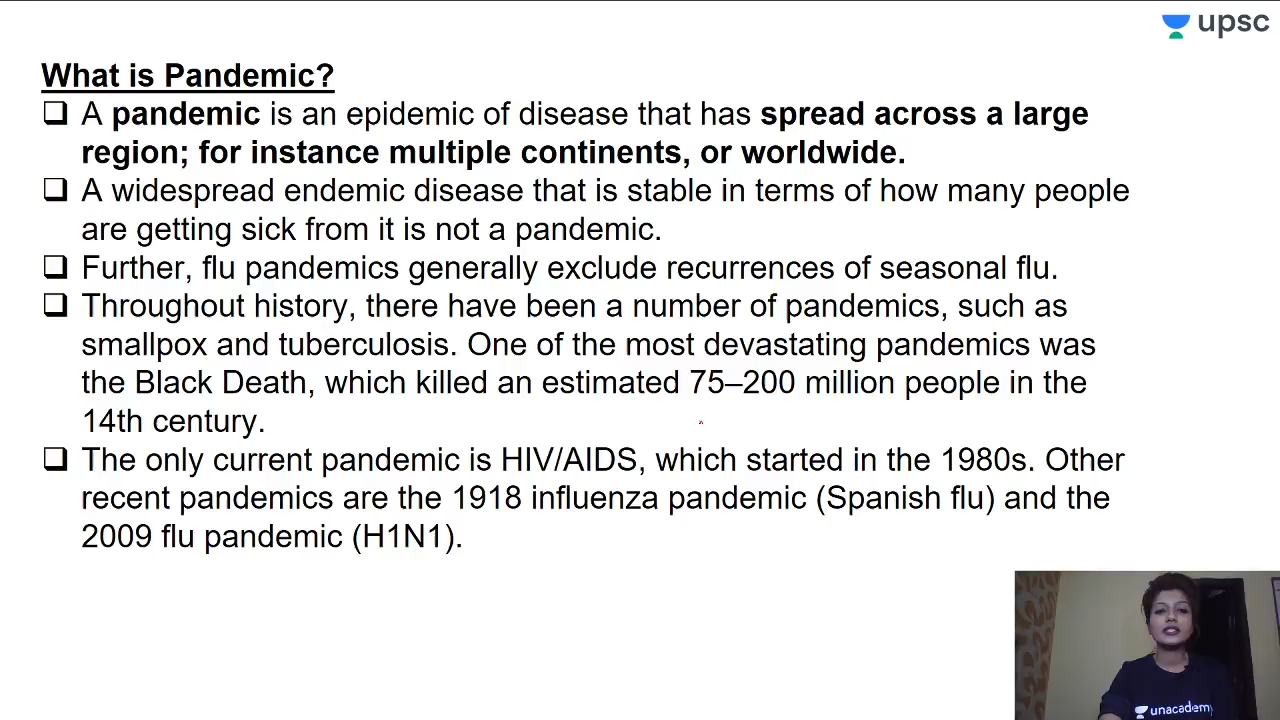 upsc
What is Pandemic?
❑ A pandemic is an epidemic of disease that has spread across a large
region; for instance multiple continents, or worldwide.
❑ A widespread endemic disease that is stable in terms of how many people
are getting sick from it is not a pandemic.
❑ Further, flu pandemics generally exclude recurrences of seasonal flu.
❑ Throughout history, there have been a number of pandemics, such as
smallpox and tuberculosis. One of the most devastating pandemics was
the Black Death, which killed an estimated 75–200 million people in the
14th century.
❑ The only current pandemic is HIV/AIDS, which started in the 1980s. Other
recent pandemics are the 1918 influenza pandemic (Spanish flu) and the
2009 flu pandemic (H1N1).
unacademy